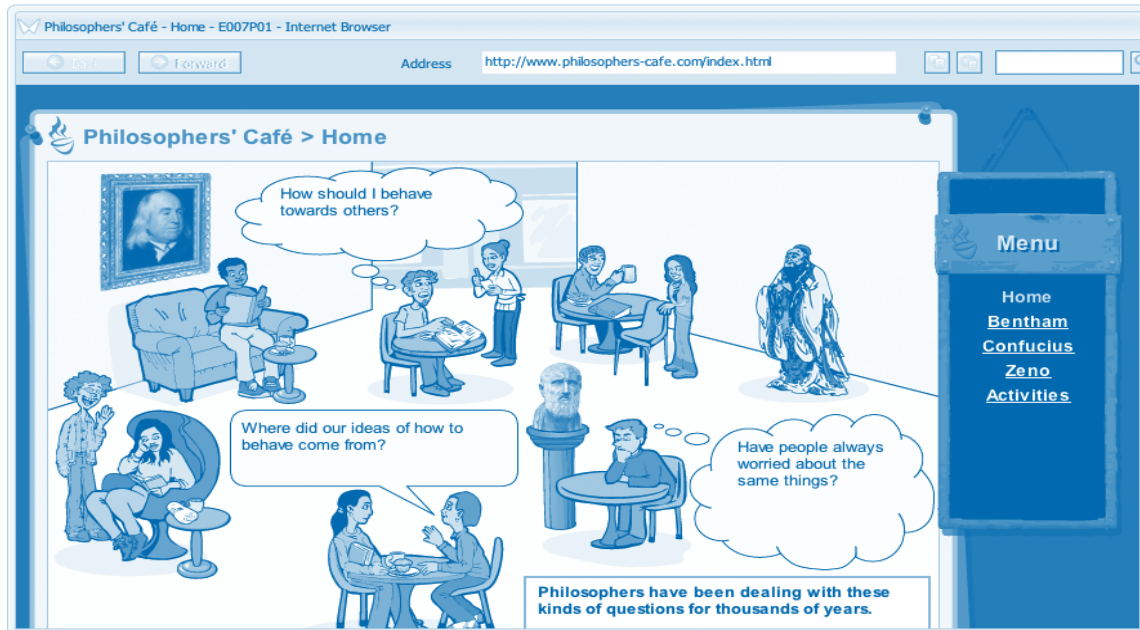 Philosophers' Café - Home - E007P01 - Internet Browser
Back
Forward
Address
http://www.philosophers-cafe.com/index.html
Philosophers' Café > Home
How should I behave
towards others?
Where did our ideas of how to
behave come from?
Have people always
worried about the
same things?
Philosophers have been dealing with these
kinds of questions for thousands of years.
Menu
Home
Bentham
Confucius
Zeno
Activities